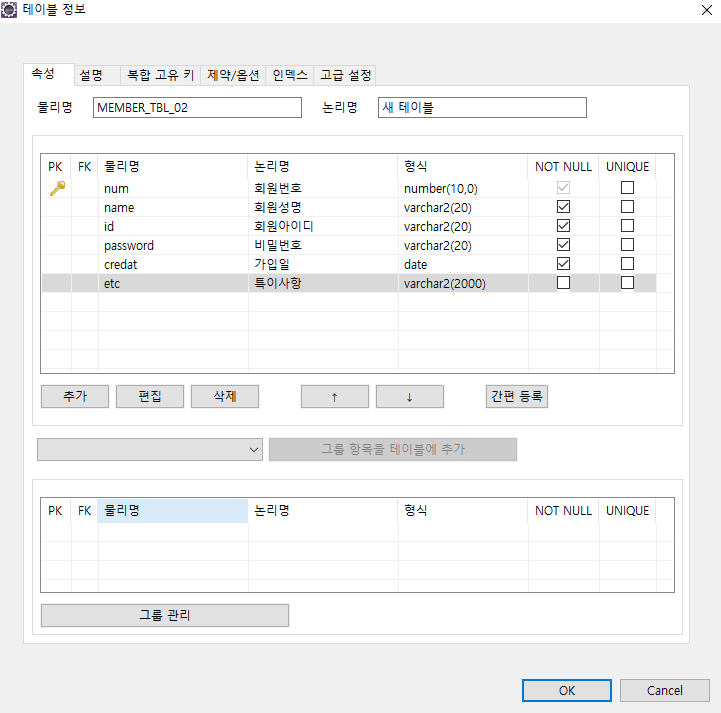 테이블 정보
속성 설명 복합 고유 키 제약/옵션 인덱스 고급 설정
물리명 MEMBER_TBL_02 논리명 새 테이블
PK FK 물리명 논리명 형식 NOT NULL UNIQUE
num 회원번호 number(10,0)
name 회원성명 varchar2(20)
id 회원아이디 varchar2(20)
password 비밀번호 varchar2(20)
credat 가입일 date
etc 특이사항 varchar2(2000)
추가 편집 삭제 ↑ ↓ 간편 등록
그룹 항목을 테이블에 추가
PK FK 물리명 논리명 형식 NOT NULL UNIQUE
그룹 관리
OK Cancel